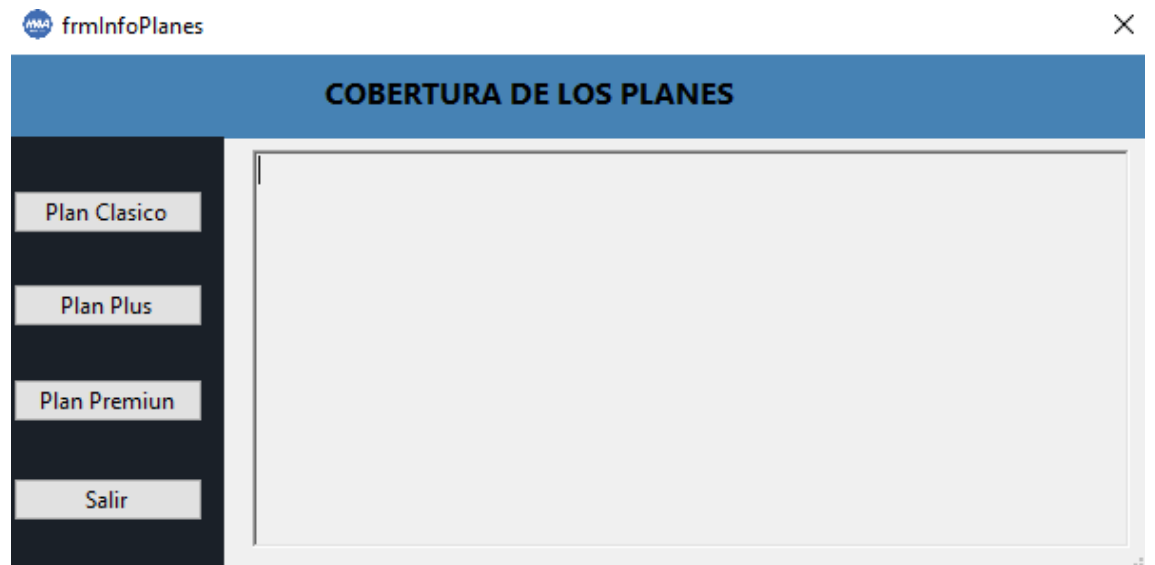 M&A
frmInfoPlanes
COBERTURA DE LOS PLANES
Plan Clasico
Plan Plus
Plan Premiun
Salir